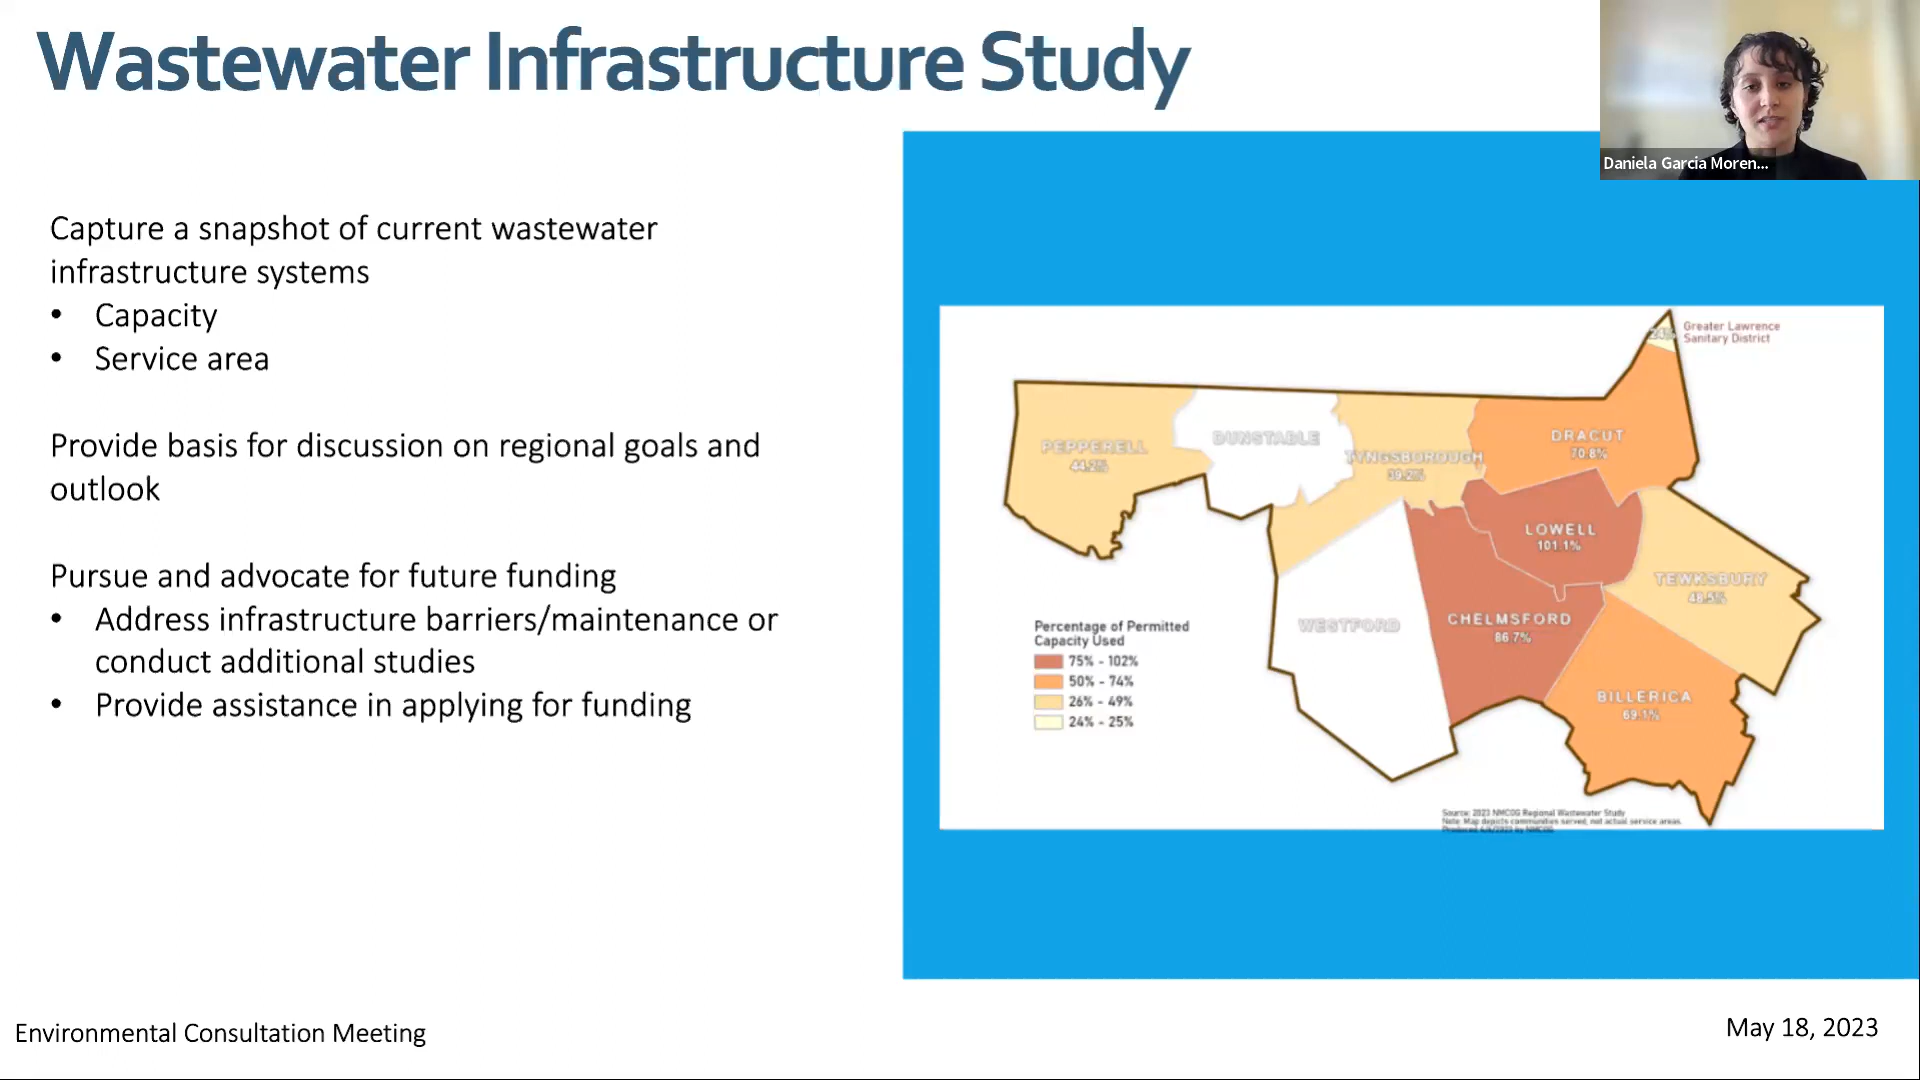 Wastewater Infrastructure Study
Daniela Garcia Moren...
Capture a snapshot of current wastewater
infrastructure systems
• Capacity
• Service area
Provide basis for discussion on regional goals and
outlook
Pursue and advocate for future funding
• Address infrastructure barriers/maintenance or
conduct additional studies
• Provide assistance in applying for funding
24%
Greater Lawrence
Sanitary District
PEPPERELL
44.2%
DUNSTABLE
TYNGSBOROUGH
39.2%
DRACUT
70.8%
LOWELL
101.1%
TEWKSBURY
48.5%
WESTFORD
CHELMSFORD
86.7%
BILLERICA
69.1%
Percentage of Permitted
Capacity Used
75% - 102%
50% - 74%
26% - 49%
24% - 25%
Source: 2023 NMCOG Regional Wastewater Study
Note: Map depicts communities served, not actual service areas.
Environmental Consultation Meeting
May 18, 2023